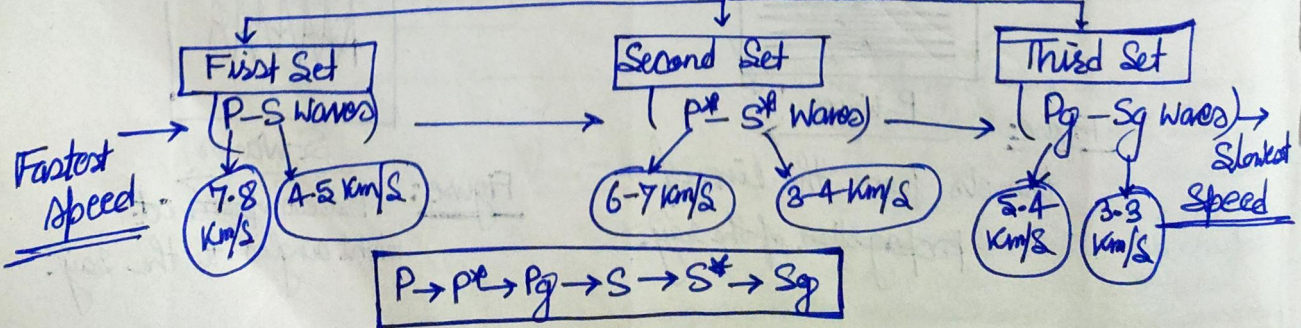 First Set
Second Set
Third Set
(P-S waves)
(P*-S* waves)
(Pg-Sg waves)
Fastest speed.
Slowest Speed
7.8 Km/S
4-5 Km/S
6-7 Km/S
3-4 Km/S
5.4 Km/S
3.3 Km/S
P→P*→Pg→S→S*→Sg